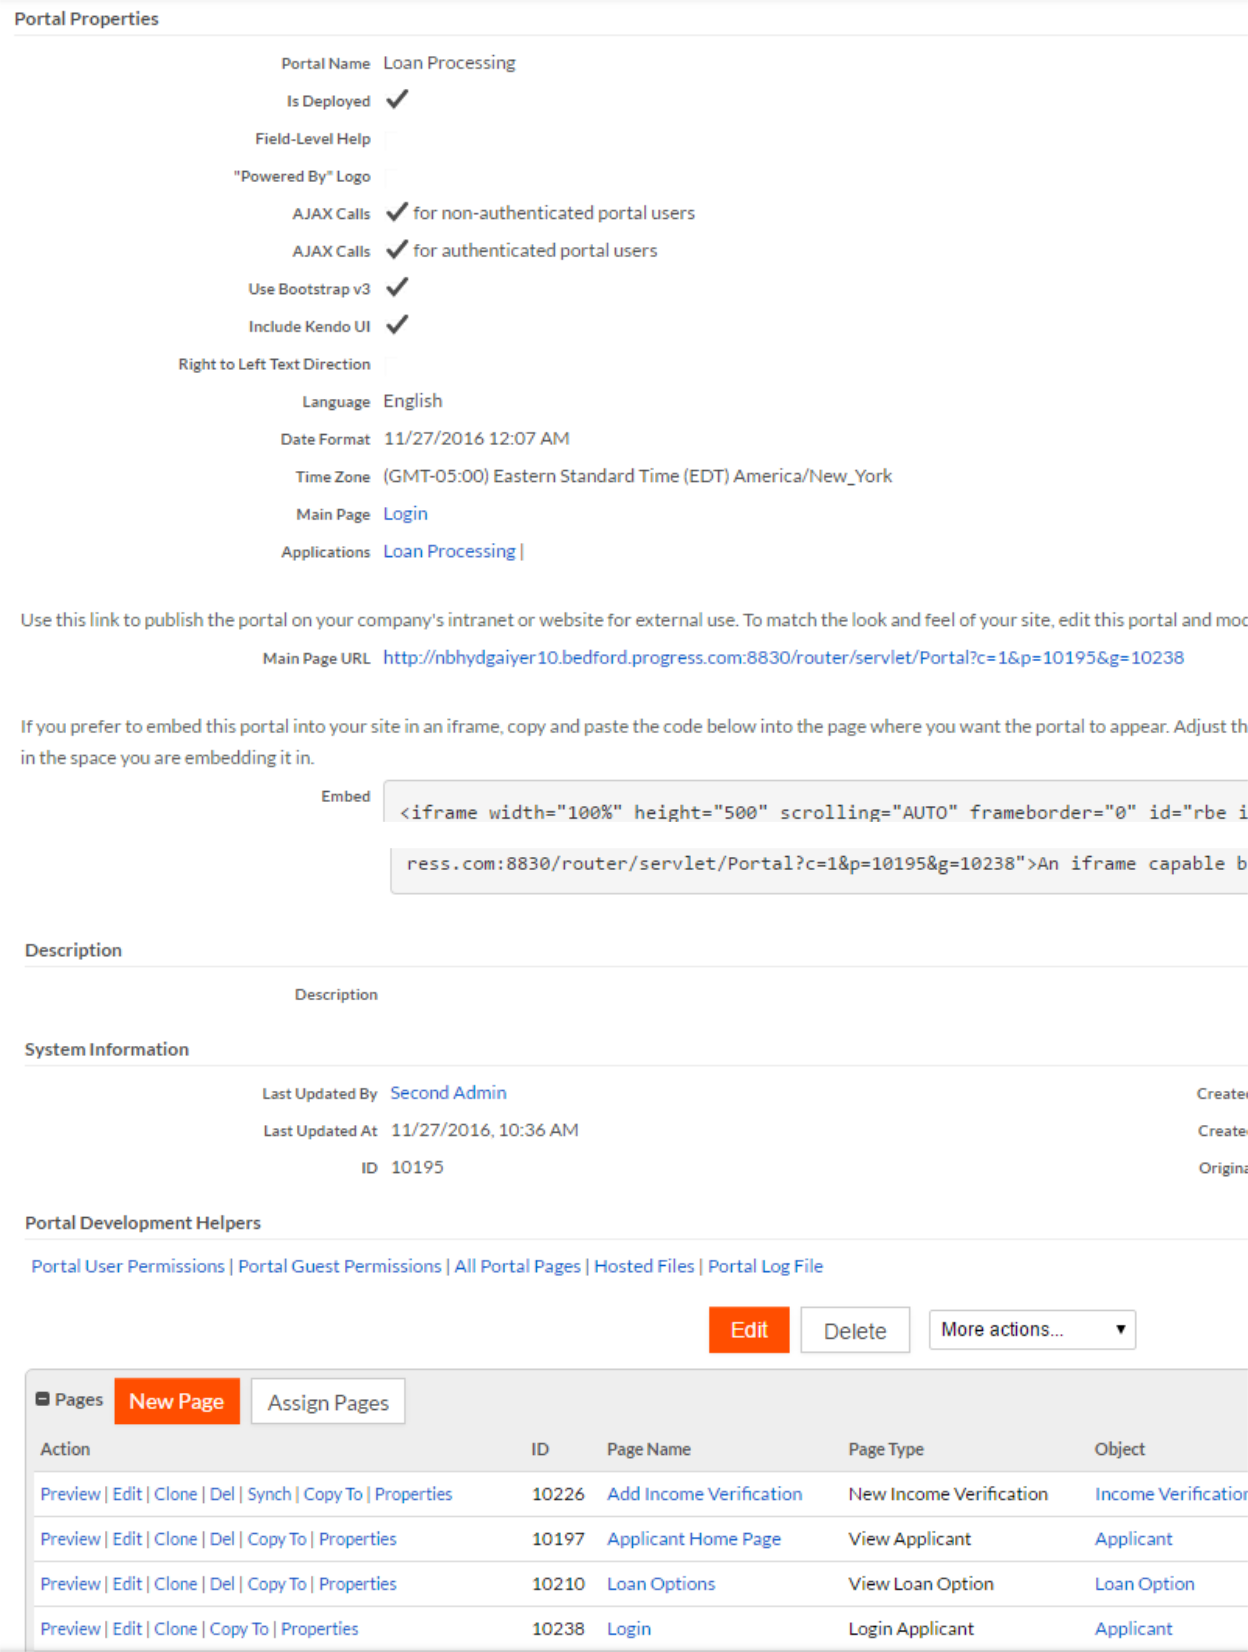 Portal Properties
Portal Name Loan Processing
Is Deployed
Field-Level Help
"Powered By" Logo
AJAX Calls for non-authenticated portal users
AJAX Calls for authenticated portal users
Use Bootstrap v3
Include Kendo UI
Right to Left Text Direction
Language English
Date Format 11/27/2016 12:07 AM
Time Zone (GMT-05:00) Eastern Standard Time (EDT) America/New_York
Main Page Login
Applications Loan Processing |
Use this link to publish the portal on your company's intranet or website for external use. To match the look and feel of your site, edit this portal and mod
Main Page URL http://nbhydgaiyer10.bedford.progress.com:8830/router/servlet/Portal?c=1&p=10195&g=10238
If you prefer to embed this portal into your site in an iframe, copy and paste the code below into the page where you want the portal to appear. Adjust th
in the space you are embedding it in.
Embed <iframe width="100%" height="500" scrolling="AUTO" frameborder="0" id="rbe i
ress.com:8830/router/servlet/Portal?c=1&p=10195&g=10238">An iframe capable b
Description
Description
System Information
Last Updated By Second Admin Created
Last Updated At 11/27/2016, 10:36 AM Create
ID 10195 Origina
Portal Development Helpers
Portal User Permissions | Portal Guest Permissions | All Portal Pages | Hosted Files | Portal Log File
Edit Delete More actions...
Pages New Page Assign Pages
Action ID Page Name Page Type Object
Preview | Edit | Clone | Del | Synch | Copy To | Properties 10226 Add Income Verification New Income Verification Income Verification
Preview | Edit | Clone | Del | Copy To | Properties 10197 Applicant Home Page View Applicant Applicant
Preview | Edit | Clone | Del | Copy To | Properties 10210 Loan Options View Loan Option Loan Option
Preview | Edit | Clone | Copy To | Properties 10238 Login Login Applicant Applicant